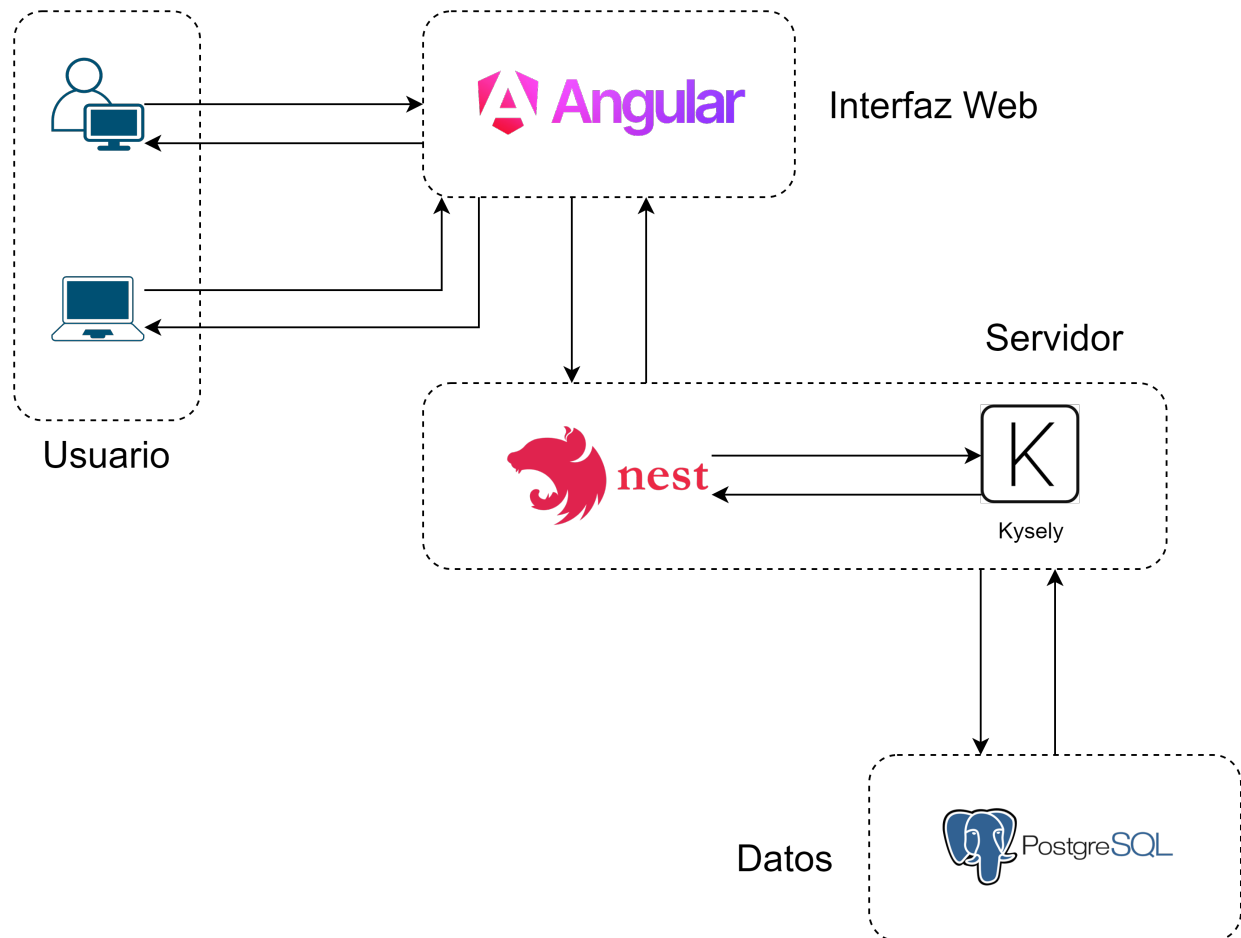 Angular
Interfaz Web
Servidor
Usuario
nest
K
Kysely
Datos
PostgreSQL